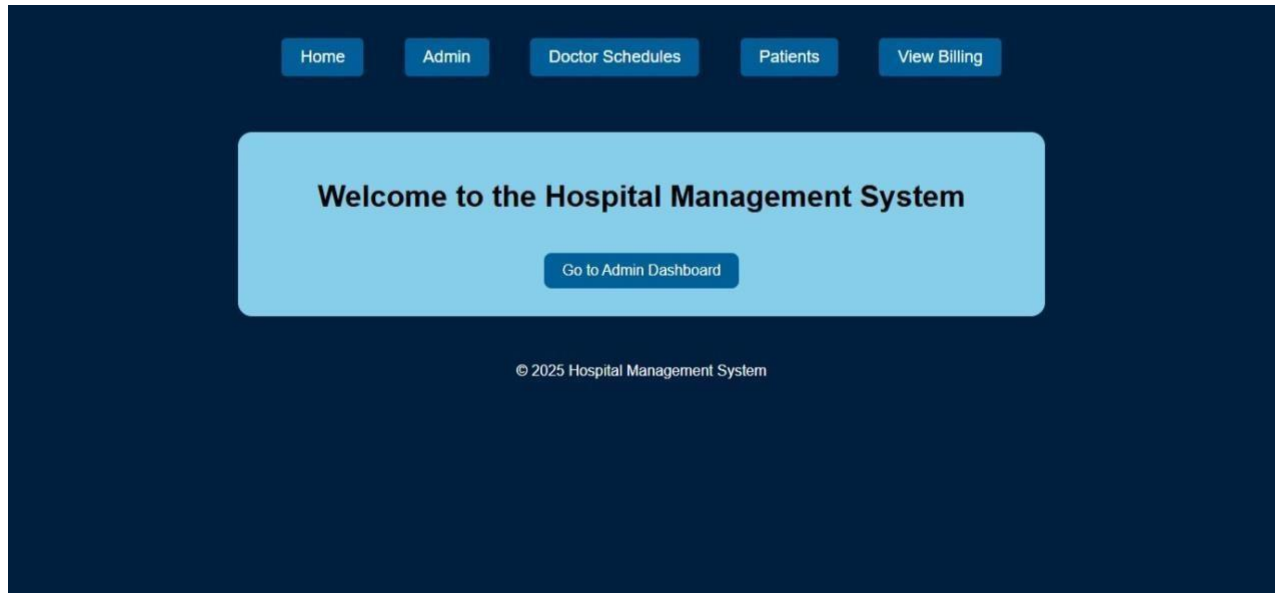 Home Admin Doctor Schedules Patients View Billing
Welcome to the Hospital Management System
Go to Admin Dashboard
© 2025 Hospital Management System